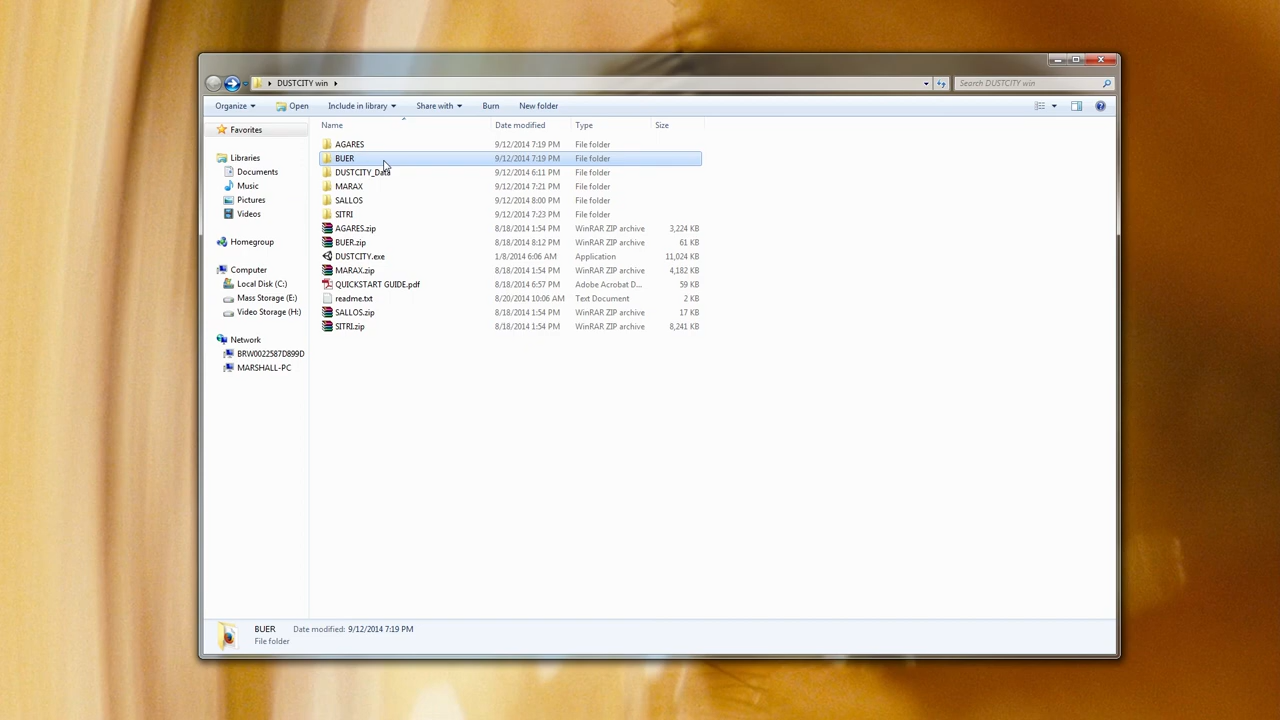 DUSTCITY win
Search DUSTCITY win
Organize Open Include in library Share with Burn New folder
Name Date modified Type Size
Favorites
Libraries
Documents
Music
Pictures
Videos
Homegroup
Computer
Local Disk (C:)
Mass Storage (E:)
Video Storage (H:)
Network
BRW0022587D899D
MARSHALL-PC
AGARES 9/12/2014 7:19 PM File folder
BUER 9/12/2014 7:19 PM File folder
DUSTCITY_Data 9/12/2014 6:11 PM File folder
MARAX 9/12/2014 7:21 PM File folder
SALLOS 9/12/2014 8:00 PM File folder
SITRI 9/12/2014 7:23 PM File folder
AGARES.zip 8/18/2014 1:54 PM WinRAR ZIP archive 3,224 KB
BUER.zip 8/18/2014 8:12 PM WinRAR ZIP archive 61 KB
DUSTCITY.exe 1/8/2014 6:06 AM Application 11,024 KB
MARAX.zip 8/18/2014 1:54 PM WinRAR ZIP archive 4,182 KB
QUICKSTART GUIDE.pdf 8/18/2014 6:57 PM Adobe Acrobat D... 59 KB
readme.txt 8/20/2014 10:06 AM Text Document 2 KB
SALLOS.zip 8/18/2014 1:54 PM WinRAR ZIP archive 17 KB
SITRI.zip 8/18/2014 1:54 PM WinRAR ZIP archive 8,241 KB
BUER Date modified: 9/12/2014 7:19 PM
File folder